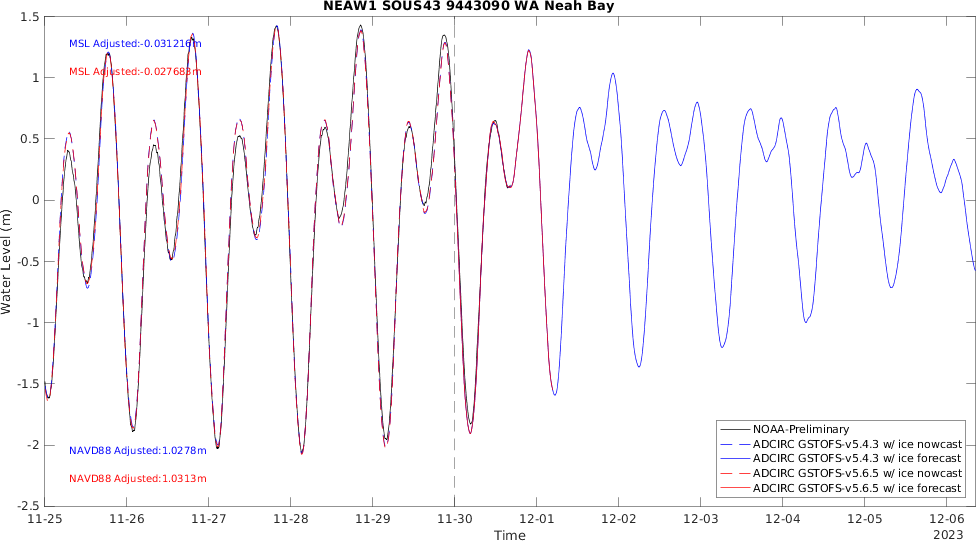 NEAW1 SOUS43 9443090 WA Neah Bay
MSL Adjusted:-0.031216m
MSL Adjusted:-0.027683m
NAVD88 Adjusted:1.0278m
NAVD88 Adjusted:1.0313m
Water Level (m)
1.5
1
0.5
0
-0.5
-1
-1.5
-2
-2.5
NOAA-Preliminary
ADCIRC GSTOFS-v5.4.3 w/ ice nowcast
ADCIRC GSTOFS-v5.4.3 w/ ice forecast
ADCIRC GSTOFS-v5.6.5 w/ ice nowcast
ADCIRC GSTOFS-v5.6.5 w/ ice forecast
11-25 11-26 11-27 11-28 11-29 11-30 12-01 12-02 12-03 12-04 12-05 12-06
Time
2023